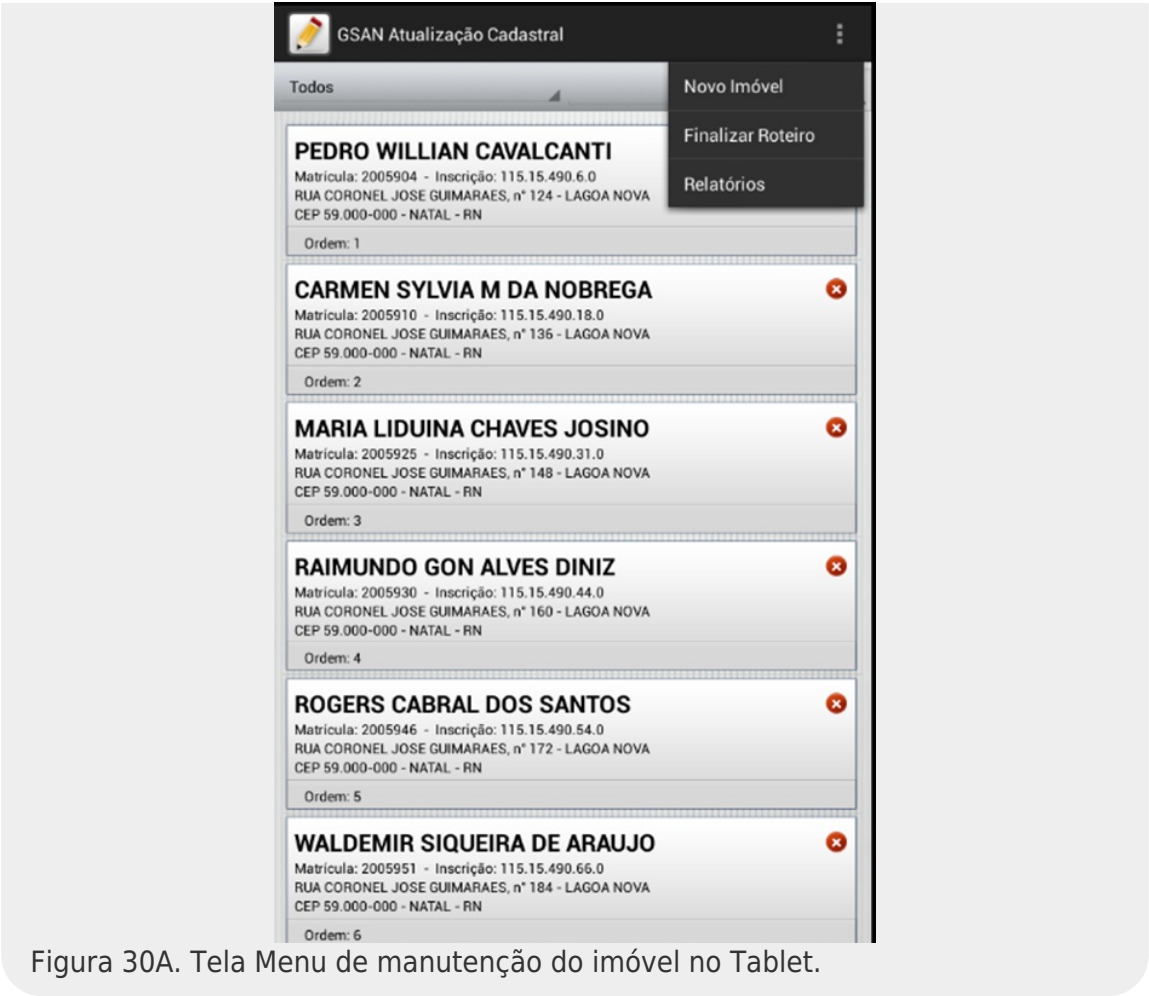 GSAN Atualização Cadastral
Todos
Novo Imóvel
Finalizar Roteiro
Relatórios
PEDRO WILLIAN CAVALCANTI
Matrícula: 2005904 - Inscrição: 115.15.490.6.0
RUA CORONEL JOSE GUIMARAES, n° 124 - LAGOA NOVA
CEP 59.000-000 - NATAL - RN
Ordem: 1
CARMEN SYLVIA M DA NOBREGA
Matrícula: 2005910 - Inscrição: 115.15.490.18.0
RUA CORONEL JOSE GUIMARAES, n° 136 - LAGOA NOVA
CEP 59.000-000 - NATAL - RN
Ordem: 2
MARIA LIDUINA CHAVES JOSINO
Matrícula: 2005925 - Inscrição: 115.15.490.31.0
RUA CORONEL JOSE GUIMARAES, n° 148 - LAGOA NOVA
CEP 59.000-000 - NATAL - RN
Ordem: 3
RAIMUNDO GON ALVES DINIZ
Matrícula: 2005930 - Inscrição: 115.15.490.44.0
RUA CORONEL JOSE GUIMARAES, n° 160 - LAGOA NOVA
CEP 59.000-000 - NATAL - RN
Ordem: 4
ROGERS CABRAL DOS SANTOS
Matrícula: 2005946 - Inscrição: 115.15.490.54.0
RUA CORONEL JOSE GUIMARAES, n° 172 - LAGOA NOVA
CEP 59.000-000 - NATAL - RN
Ordem: 5
WALDEMIR SIQUEIRA DE ARAUJO
Matrícula: 2005951 - Inscrição: 115.15.490.66.0
RUA CORONEL JOSE GUIMARAES, n° 184 - LAGOA NOVA
CEP 59.000-000 - NATAL - RN
Ordem: 6
Figura 30A. Tela Menu de manutenção do imóvel no Tablet.